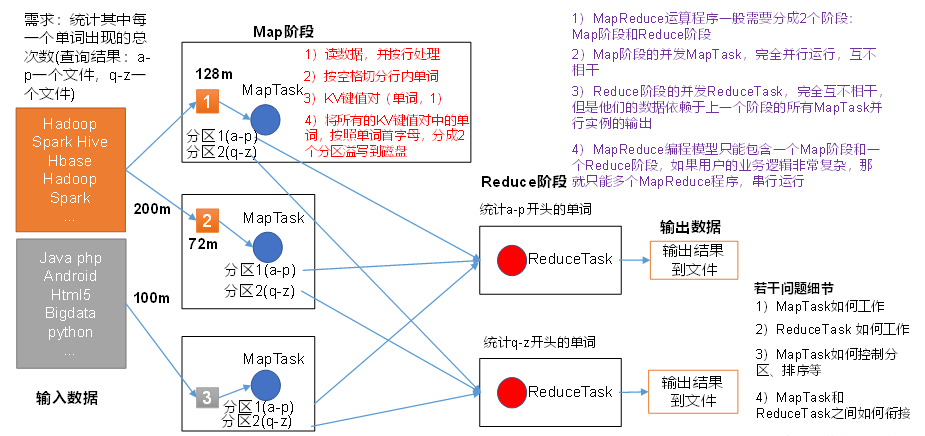 需求：统计其中每
一个单词出现的总
次数(查询结果：a-
p一个文件，q-z一
个文件)
Hadoop
Spark Hive
Hbase
Hadoop
Spark
...
200m
Java php
Android
Html5
Bigdata
python
...
100m
输入数据
Map阶段
128m
1
MapTask
分区1(a-p)
分区2(q-z)
1）读数据，并按行处理
2）按空格切分行内单词
3）KV键值对（单词，1）
4）将所有的KV键值对中的单
词，按照单词首字母，分成2
个分区溢写到磁盘
2
72m
MapTask
分区1(a-p)
分区2(q-z)
3
MapTask
分区1(a-p)
分区2(q-z)
1）MapReduce运算程序一般需要分成2个阶段：
Map阶段和Reduce阶段
2）Map阶段的并发MapTask，完全并行运行，互不
相干
3）Reduce阶段的并发ReduceTask，完全互不相干，
但是他们的数据依赖于上一个阶段的所有MapTask并
行实例的输出
4）MapReduce编程模型只能包含一个Map阶段和一
个Reduce阶段，如果用户的业务逻辑非常复杂，那
就只能多个MapReduce程序，串行运行
Reduce阶段
统计a-p开头的单词
ReduceTask
统计q-z开头的单词
ReduceTask
输出数据
输出结果
到文件
输出结果
到文件
若干问题细节
1）MapTask如何工作
2）ReduceTask 如何工作
3）MapTask如何控制分
区、排序等
4）MapTask和
ReduceTask之间如何衔接